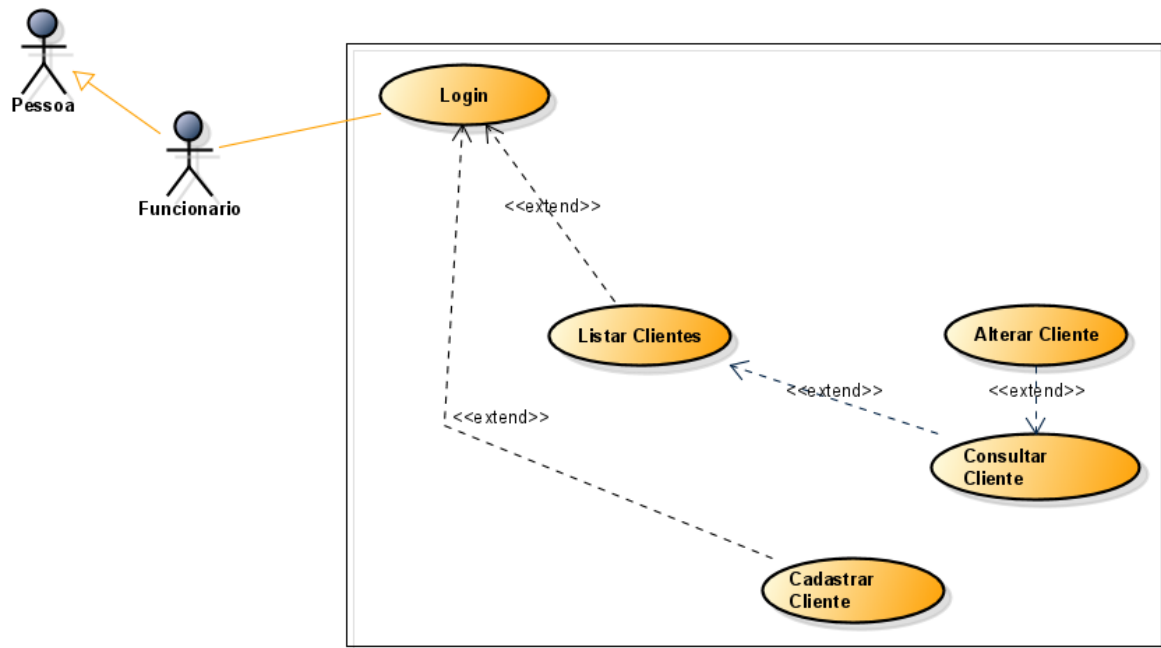 Pessoa
Funcionario
Login
<<extend>>
Listar Clientes
Alterar Cliente
<<extend>>
<<extend>>
<<extend>>
Consultar
Cliente
Cadastrar
Cliente